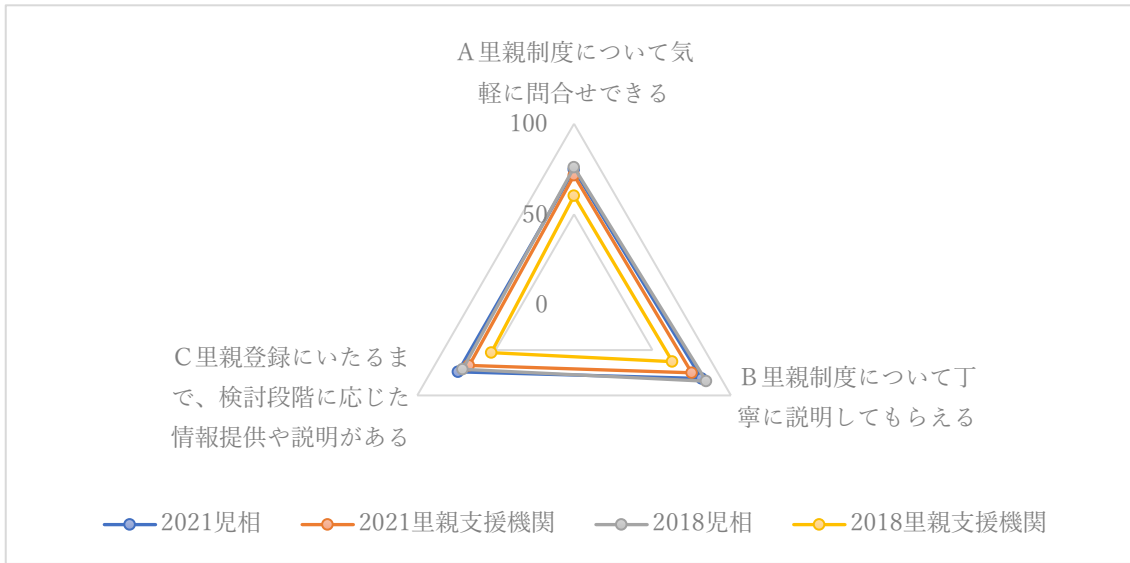 Ａ里親制度について気
軽に問合せできる
100
50
0
Ｃ里親登録にいたるま
で、検討段階に応じた
情報提供や説明がある
Ｂ里親制度について丁
寧に説明してもらえる
2021児相
2021里親支援機関
2018児相
2018里親支援機関